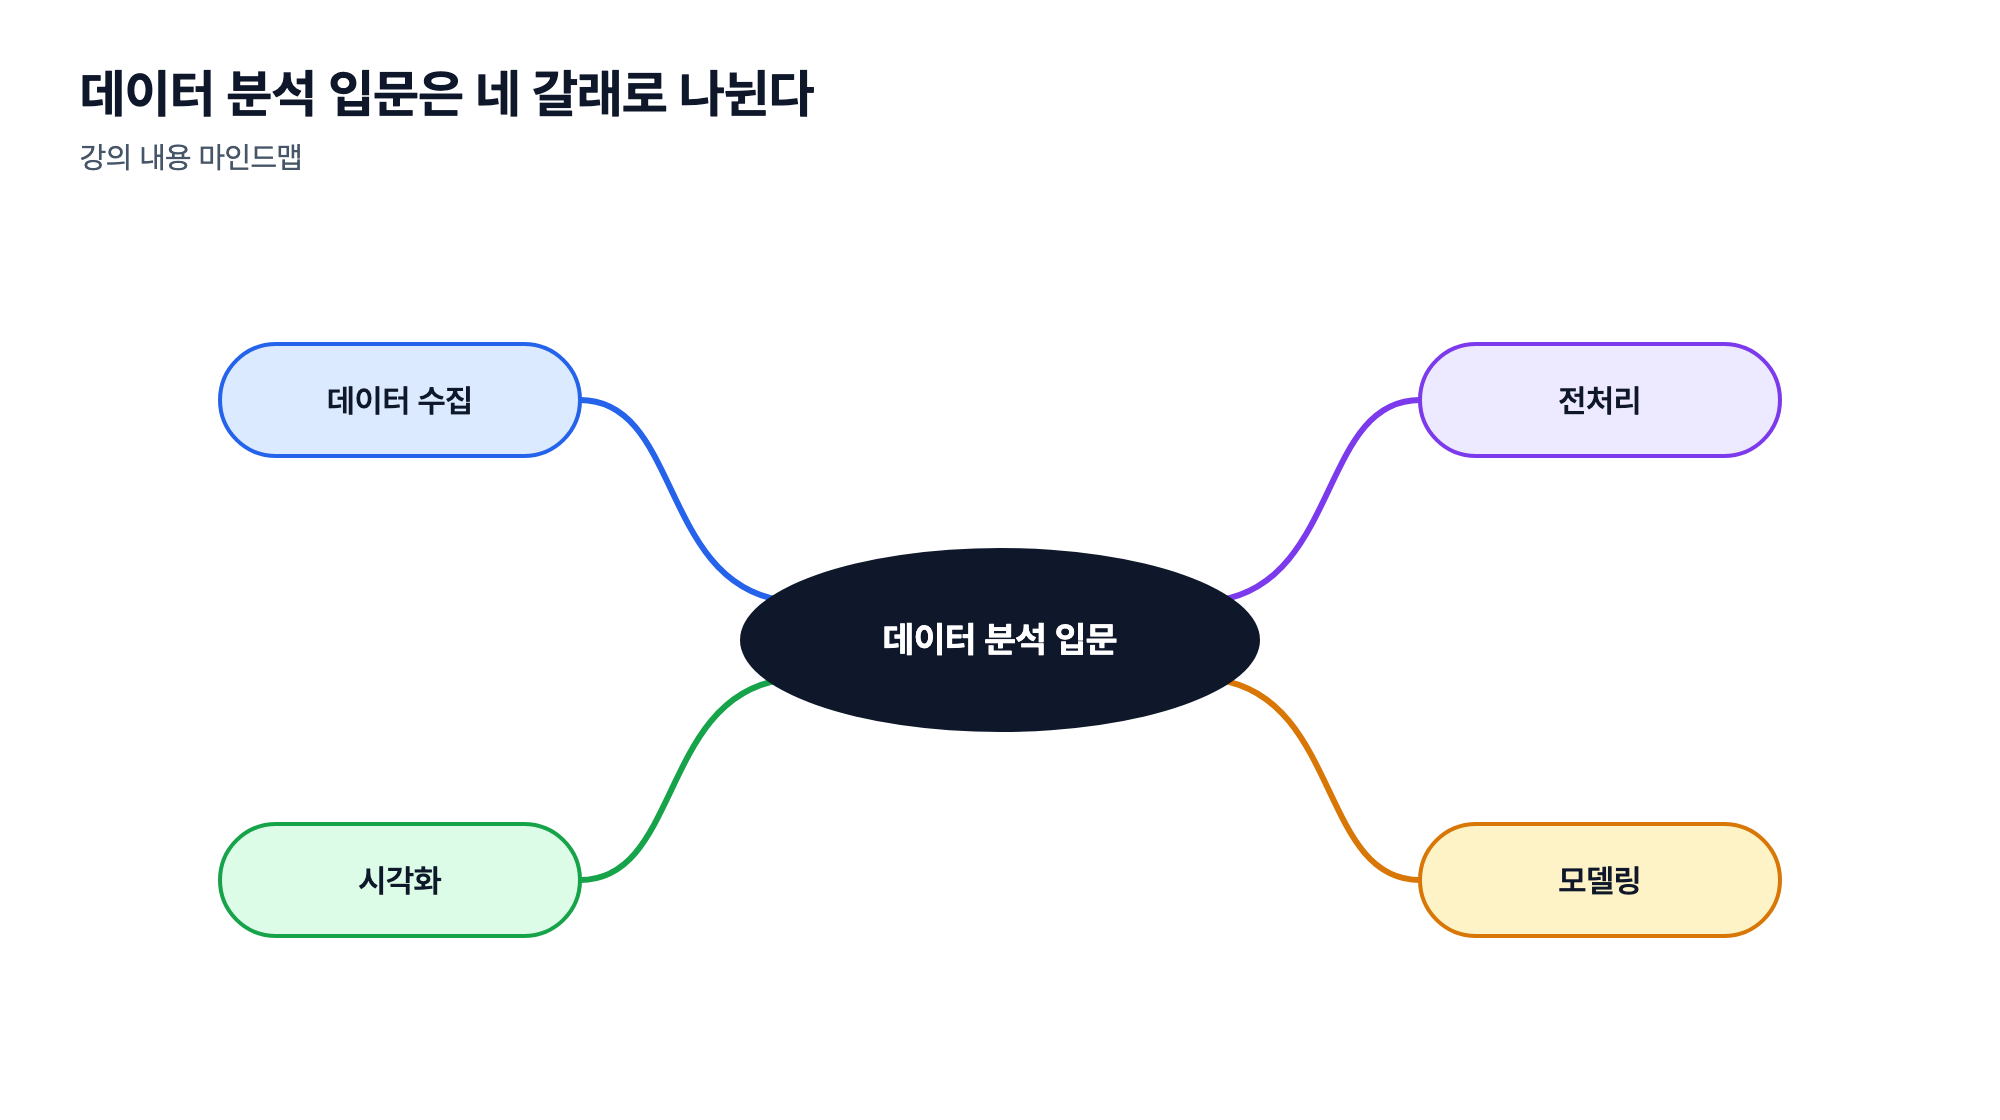 데이터 분석 입문은 네 갈래로 나뉜다
강의 내용 마인드맵
데이터 수집
전처리
데이터 분석 입문
시각화
모델링